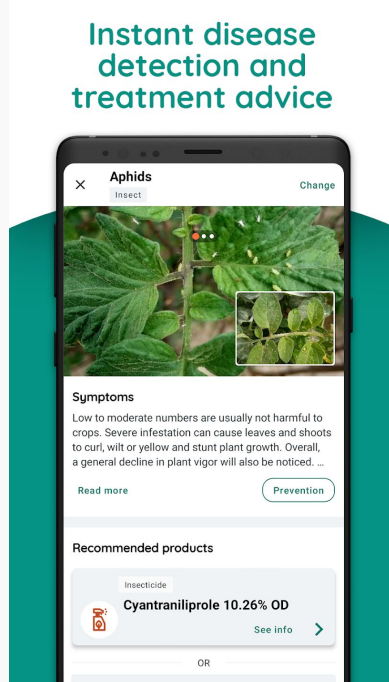 Instant disease
detection and
treatment advice
Aphids
Insect
Change
Symptoms
Low to moderate numbers are usually not harmful to
crops. Severe infestation can cause leaves and shoots
to curl, wilt or yellow and stunt plant growth. Overall,
a general decline in plant vigor will also be noticed. ...
Read more
Prevention
Recommended products
Insecticide
Cyantraniliprole 10.26% OD
See info
OR